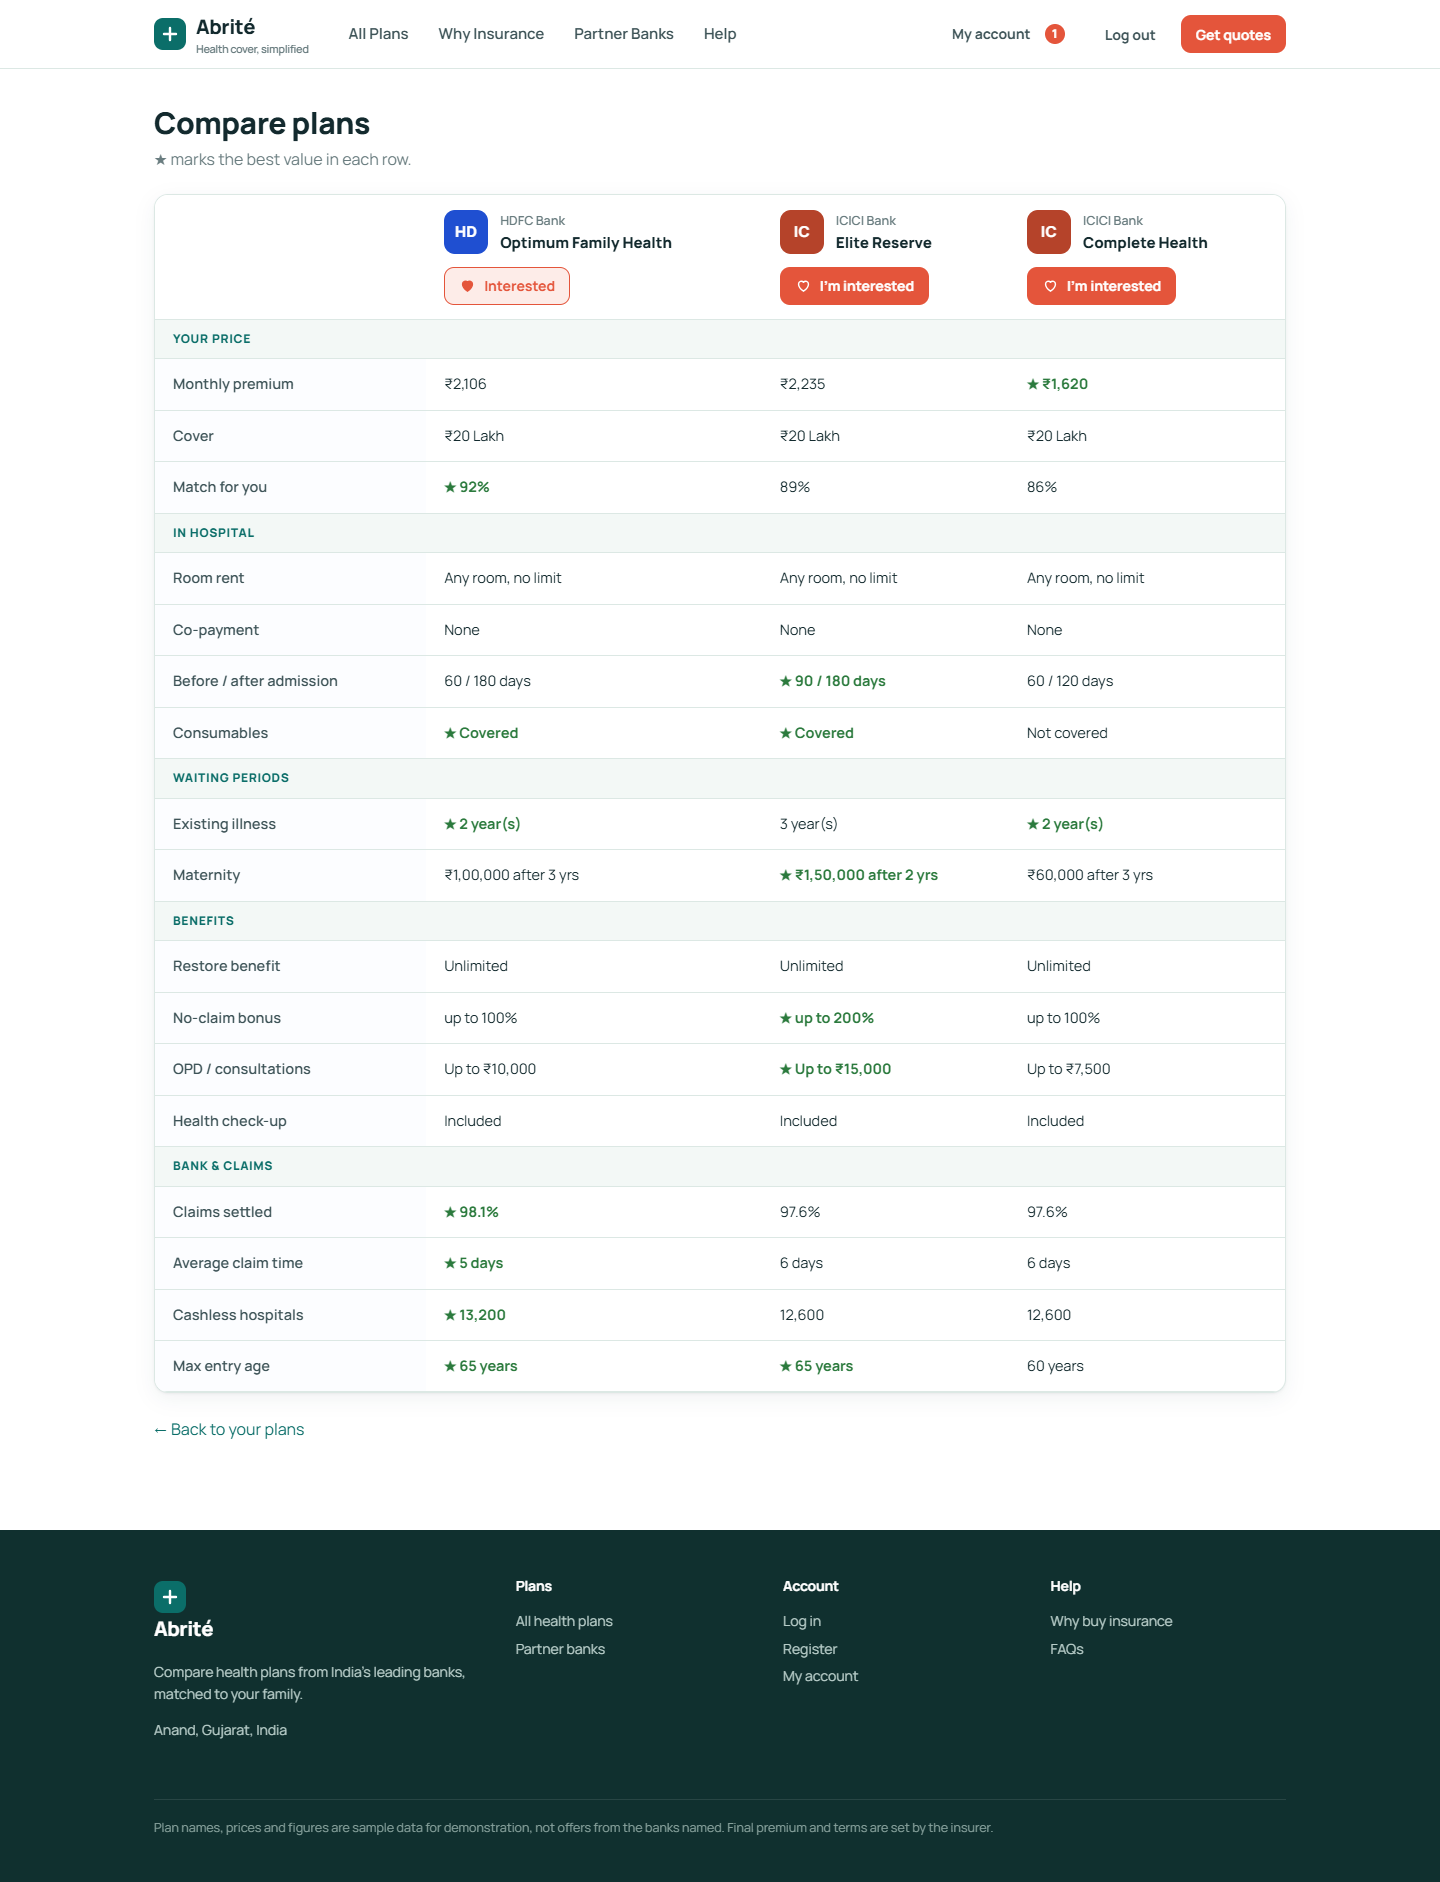 Abrité
Health cover, simplified
All Plans
Why Insurance
Partner Banks
Help
My account
1
Log out
Get quotes
Compare plans
★ marks the best value in each row.
HD
HDFC Bank
Optimum Family Health
Interested
IC
ICICI Bank
Elite Reserve
I'm interested
IC
ICICI Bank
Complete Health
I'm interested
YOUR PRICE
Monthly premium ₹2,106 ₹2,235 ★ ₹1,620
Cover ₹20 Lakh ₹20 Lakh ₹20 Lakh
Match for you ★ 92% 89% 86%
IN HOSPITAL
Room rent Any room, no limit Any room, no limit Any room, no limit
Co-payment None None None
Before / after admission 60 / 180 days ★ 90 / 180 days 60 / 120 days
Consumables ★ Covered ★ Covered Not covered
WAITING PERIODS
Existing illness ★ 2 year(s) 3 year(s) ★ 2 year(s)
Maternity ₹1,00,000 after 3 yrs ★ ₹1,50,000 after 2 yrs ₹60,000 after 3 yrs
BENEFITS
Restore benefit Unlimited Unlimited Unlimited
No-claim bonus up to 100% ★ up to 200% up to 100%
OPD / consultations Up to ₹10,000 ★ Up to ₹15,000 Up to ₹7,500
Health check-up Included Included Included
BANK & CLAIMS
Claims settled ★ 98.1% 97.6% 97.6%
Average claim time ★ 5 days 6 days 6 days
Cashless hospitals ★ 13,200 12,600 12,600
Max entry age ★ 65 years ★ 65 years 60 years
← Back to your plans
Abrité
Compare health plans from India's leading banks,
matched to your family.
Anand, Gujarat, India
Plans
All health plans
Partner banks
Account
Log in
Register
My account
Help
Why buy insurance
FAQs
Plan names, prices and figures are sample data for demonstration, not offers from the banks named. Final premium and terms are set by the insurer.